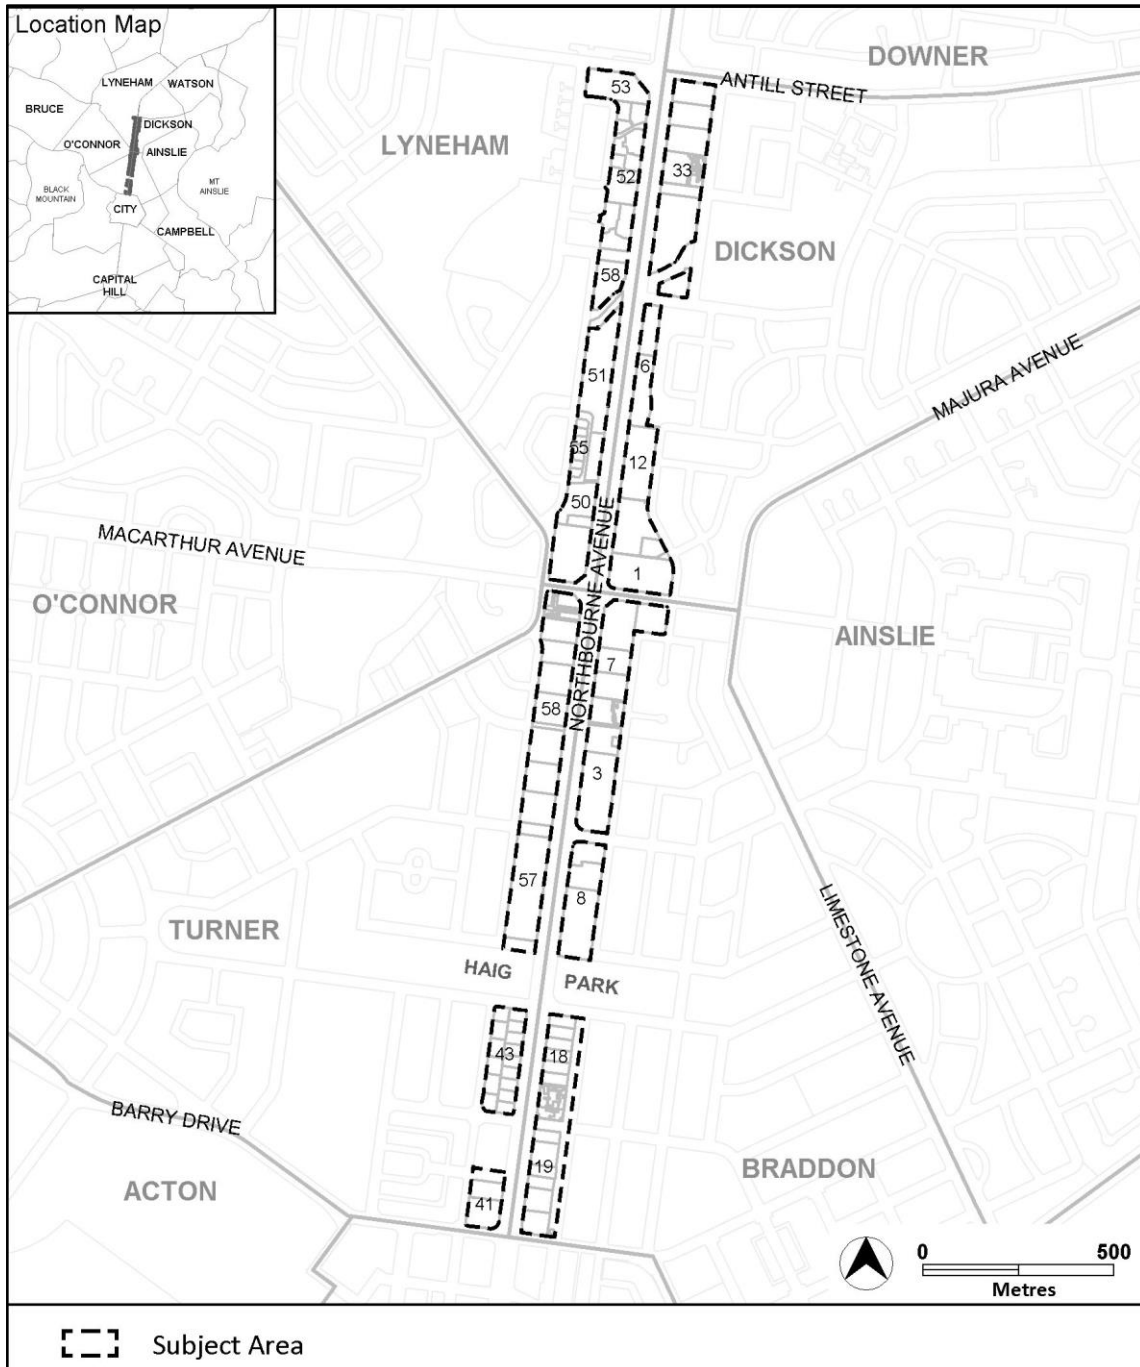 Location Map
LYNEHAM
WATSON
BRUCE
DICKSON
O'CONNOR
AINSLIE
BLACK
MOUNTAIN
MT
AINSLIE
CITY
CAMPBELL
CAPITAL
HILL
DOWNER
ANTILL STREET
53
LYNEHAM
52
33
DICKSON
58
6
51
MAJURA AVENUE
55
12
50
NORTHBOURNE AVENUE
MACARTHUR AVENUE
1
O'CONNOR
AINSLIE
7
58
3
57
8
LIMESTONE AVENUE
TURNER
HAIG
PARK
43
18
BARRY DRIVE
19
BRADDON
ACTON
41
0
500
Metres
Subject Area